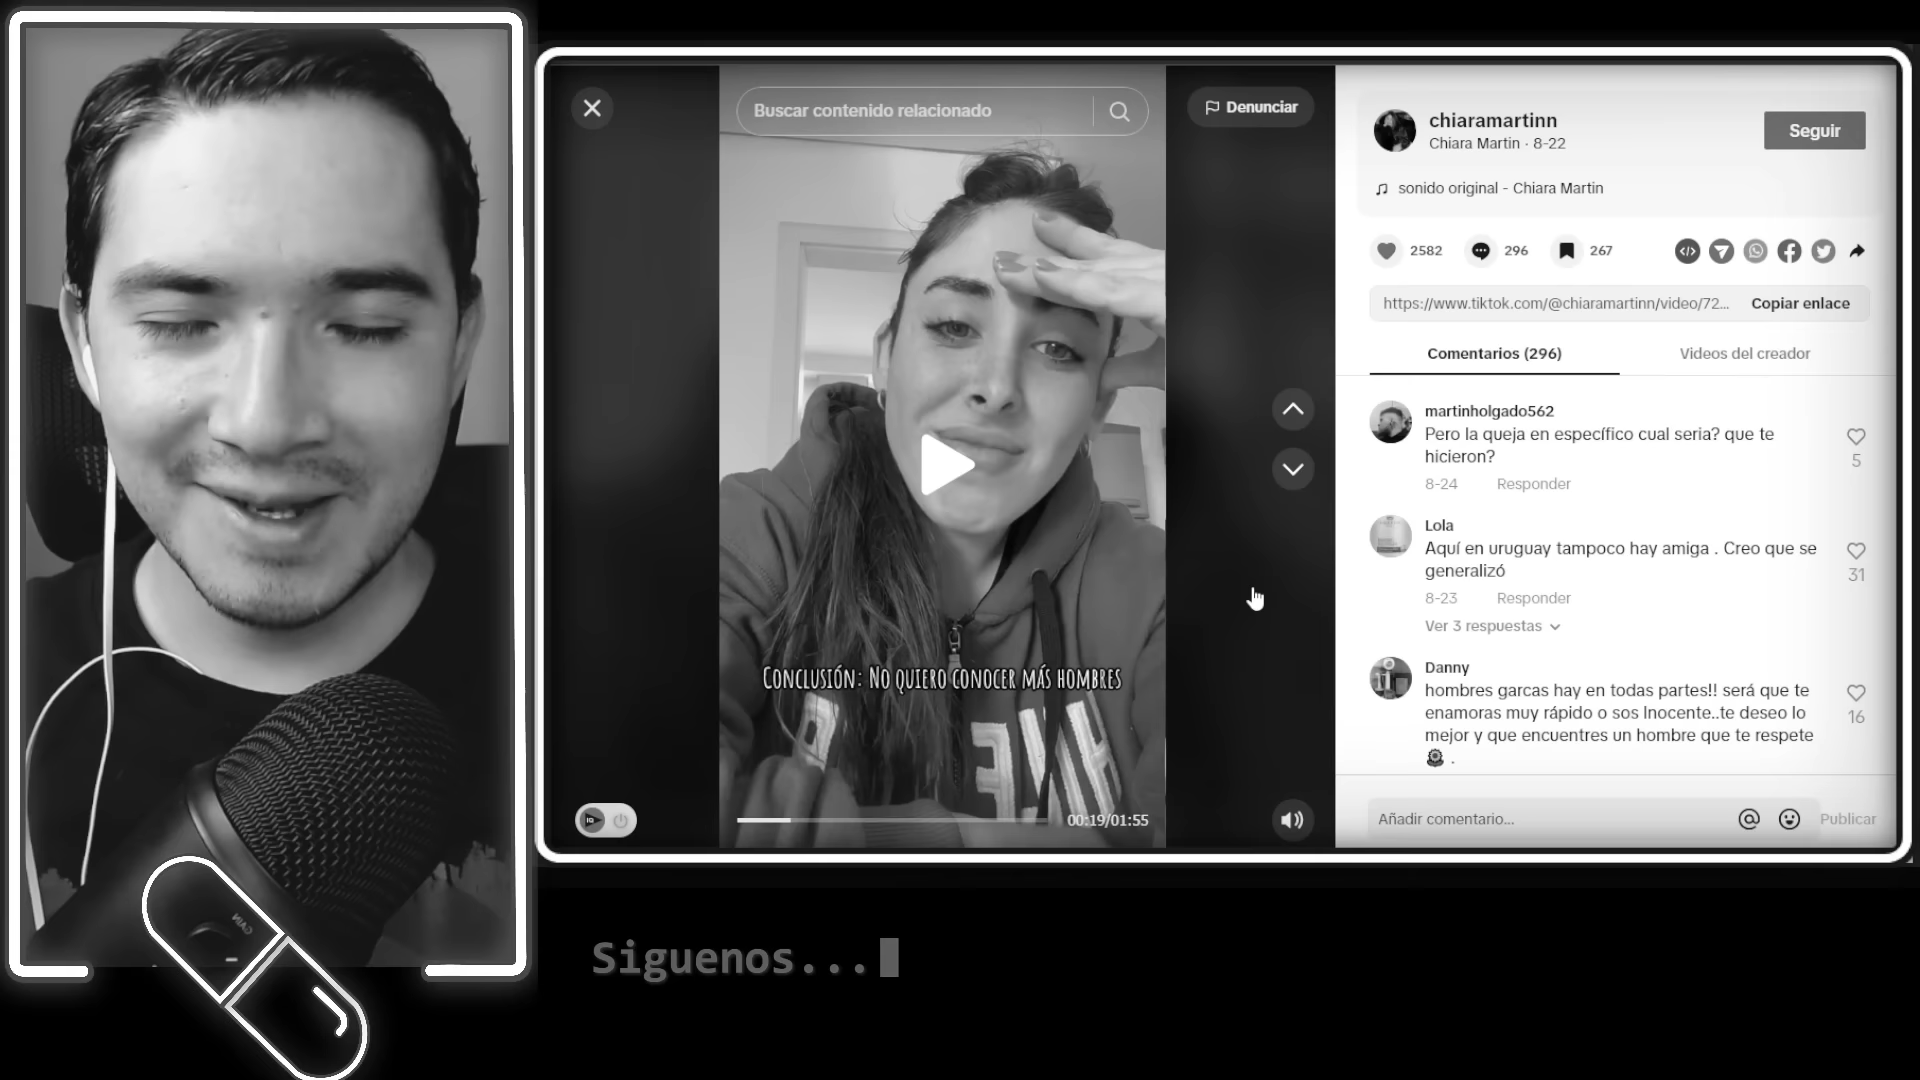 Buscar contenido relacionado
Denunciar
CONCLUSIÓN: NO QUIERO CONOCER MÁS HOMBRES
00:19/01:55
chiaramartinn
Chiara Martin · 8-22
Seguir
sonido original - Chiara Martin
2582
296
267
https://www.tiktok.com/@chiaramartinn/video/72...
Copiar enlace
Comentarios (296)
Videos del creador
martinholgado562
Pero la queja en específico cual seria? que te
hicieron?
5
8-24
Responder
Lola
Aquí en uruguay tampoco hay amiga . Creo que se
generalizó
31
8-23
Responder
Ver 3 respuestas
Danny
hombres garcas hay en todas partes!! será que te
enamoras muy rápido o sos Inocente..te deseo lo
mejor y que encuentres un hombre que te respete
.
16
Añadir comentario...
Publicar
GAIN
Siguenos...